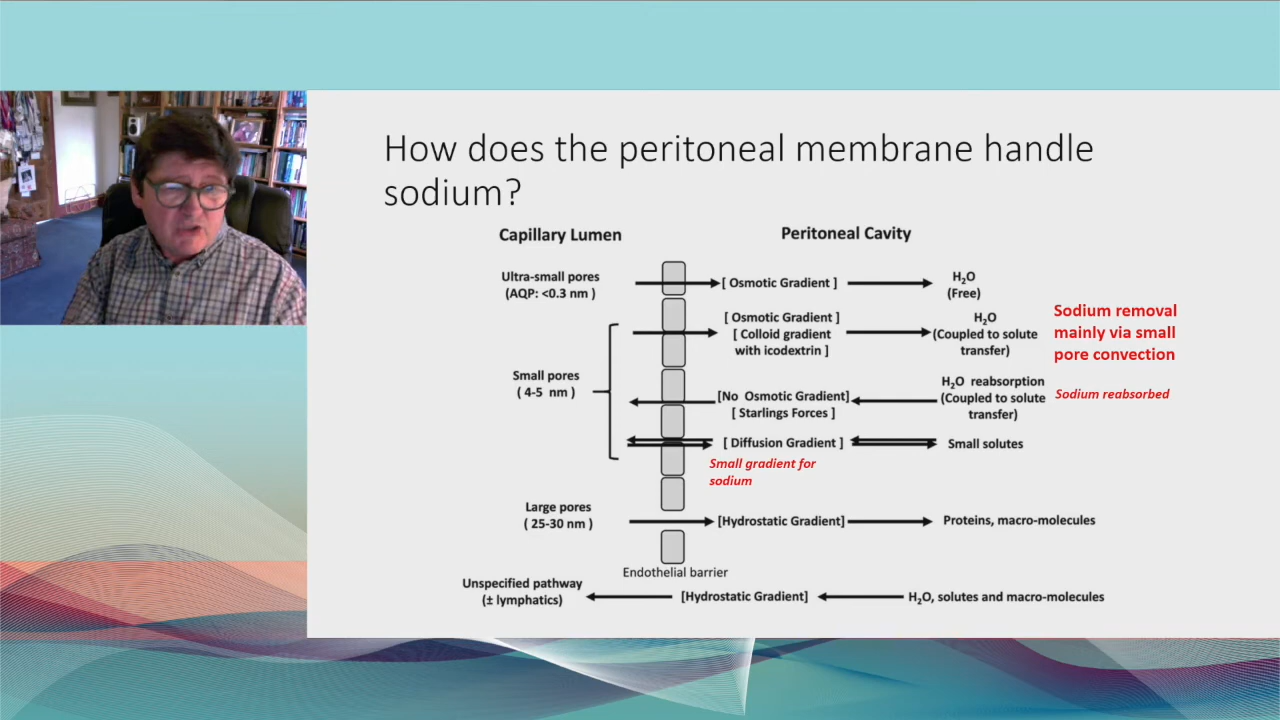 How does the peritoneal membrane handle
sodium?
Capillary Lumen
Peritoneal Cavity
Ultra-small pores
(AQP: <0.3 nm )
[ Osmotic Gradient ]
H₂O
(Free)
[ Osmotic Gradient ]
[ Colloid gradient
with icodextrin ]
H₂O
(Coupled to solute
transfer)
Sodium removal
mainly via small
pore convection
Small pores
( 4-5 nm )
[No Osmotic Gradient]
[ Starlings Forces ]
H₂O reabsorption
(Coupled to solute
transfer)
Sodium reabsorbed
[ Diffusion Gradient ]
Small solutes
Small gradient for
sodium
Large pores
( 25-30 nm )
[Hydrostatic Gradient]
Proteins, macro-molecules
Endothelial barrier
Unspecified pathway
(± lymphatics)
[Hydrostatic Gradient]
H₂O, solutes and macro-molecules